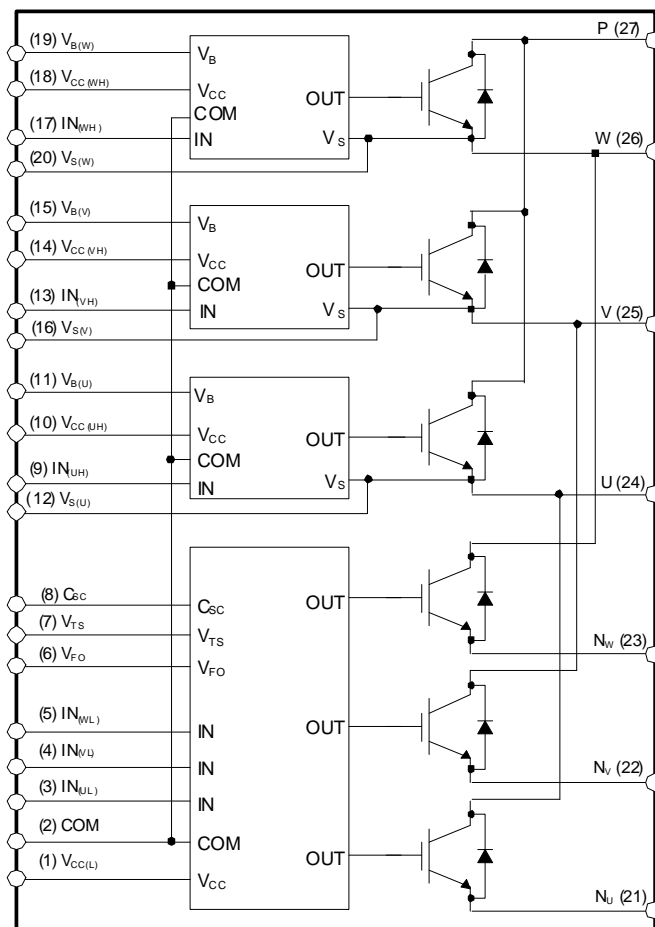 (19) VB(W)
VB
P (27)
(18) VCC(WH)
VCC
OUT
COM
(17) IN(WH)
IN
VS
W (26)
(20) VS(W)
(15) VB(V)
VB
(14) VCC(VH)
VCC
OUT
COM
(13) IN(VH)
IN
VS
V (25)
(16) VS(V)
(11) VB(U)
VB
(10) VCC(UH)
VCC
OUT
COM
(9) IN(UH)
IN
VS
U (24)
(12) VS(U)
(8) CSC
CSC
OUT
(7) VTS
VTS
(6) VFO
VFO
NW (23)
(5) IN(WL)
IN
OUT
(4) IN(VL)
IN
NV (22)
(3) IN(UL)
IN
(2) COM
COM
OUT
(1) VCC(L)
VCC
NU (21)